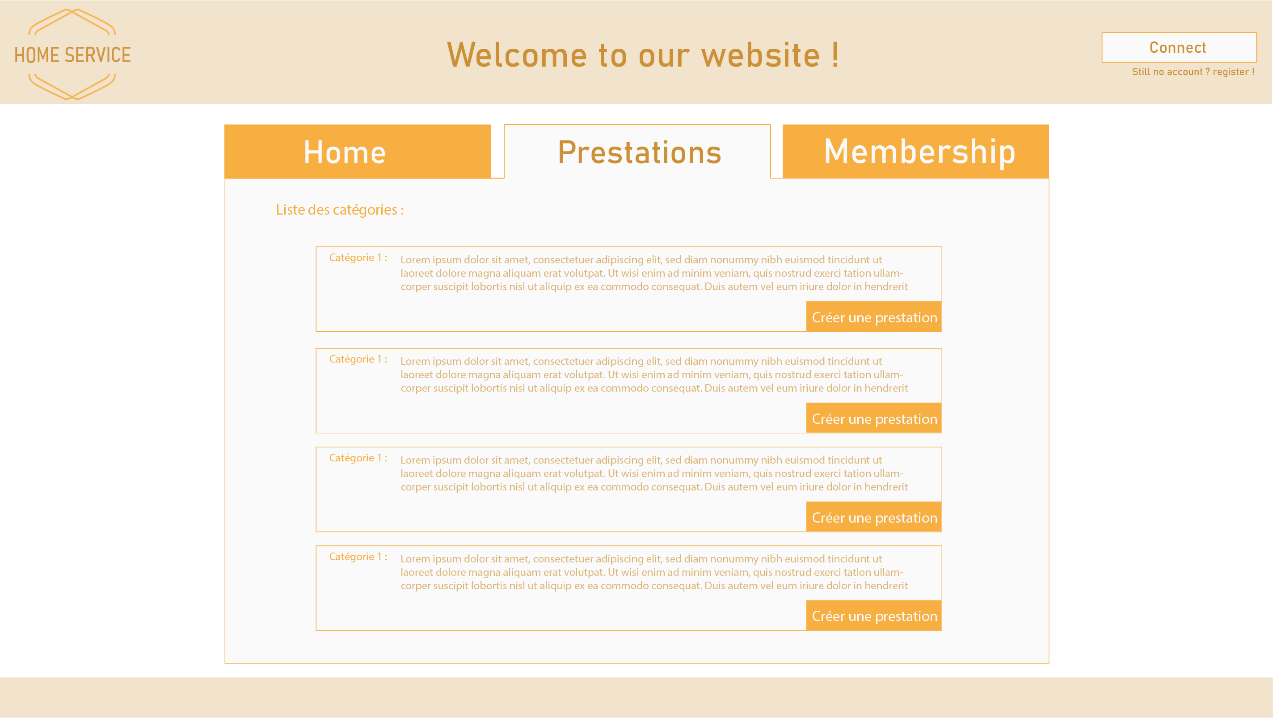 HOME SERVICE
Welcome to our website !
Connect
Still no account ? register !
Home
Prestations
Membership
Liste des catégories :
Catégorie 1 :
Lorem ipsum dolor sit amet, consectetuer adipiscing elit, sed diam nonummy nibh euismod tincidunt ut
laoreet dolore magna aliquam erat volutpat. Ut wisi enim ad minim veniam, quis nostrud exerci tation ullam-
corper suscipit lobortis nisl ut aliquip ex ea commodo consequat. Duis autem vel eum iriure dolor in hendrerit
Créer une prestation
Catégorie 1 :
Lorem ipsum dolor sit amet, consectetuer adipiscing elit, sed diam nonummy nibh euismod tincidunt ut
laoreet dolore magna aliquam erat volutpat. Ut wisi enim ad minim veniam, quis nostrud exerci tation ullam-
corper suscipit lobortis nisl ut aliquip ex ea commodo consequat. Duis autem vel eum iriure dolor in hendrerit
Créer une prestation
Catégorie 1 :
Lorem ipsum dolor sit amet, consectetuer adipiscing elit, sed diam nonummy nibh euismod tincidunt ut
laoreet dolore magna aliquam erat volutpat. Ut wisi enim ad minim veniam, quis nostrud exerci tation ullam-
corper suscipit lobortis nisl ut aliquip ex ea commodo consequat. Duis autem vel eum iriure dolor in hendrerit
Créer une prestation
Catégorie 1 :
Lorem ipsum dolor sit amet, consectetuer adipiscing elit, sed diam nonummy nibh euismod tincidunt ut
laoreet dolore magna aliquam erat volutpat. Ut wisi enim ad minim veniam, quis nostrud exerci tation ullam-
corper suscipit lobortis nisl ut aliquip ex ea commodo consequat. Duis autem vel eum iriure dolor in hendrerit
Créer une prestation